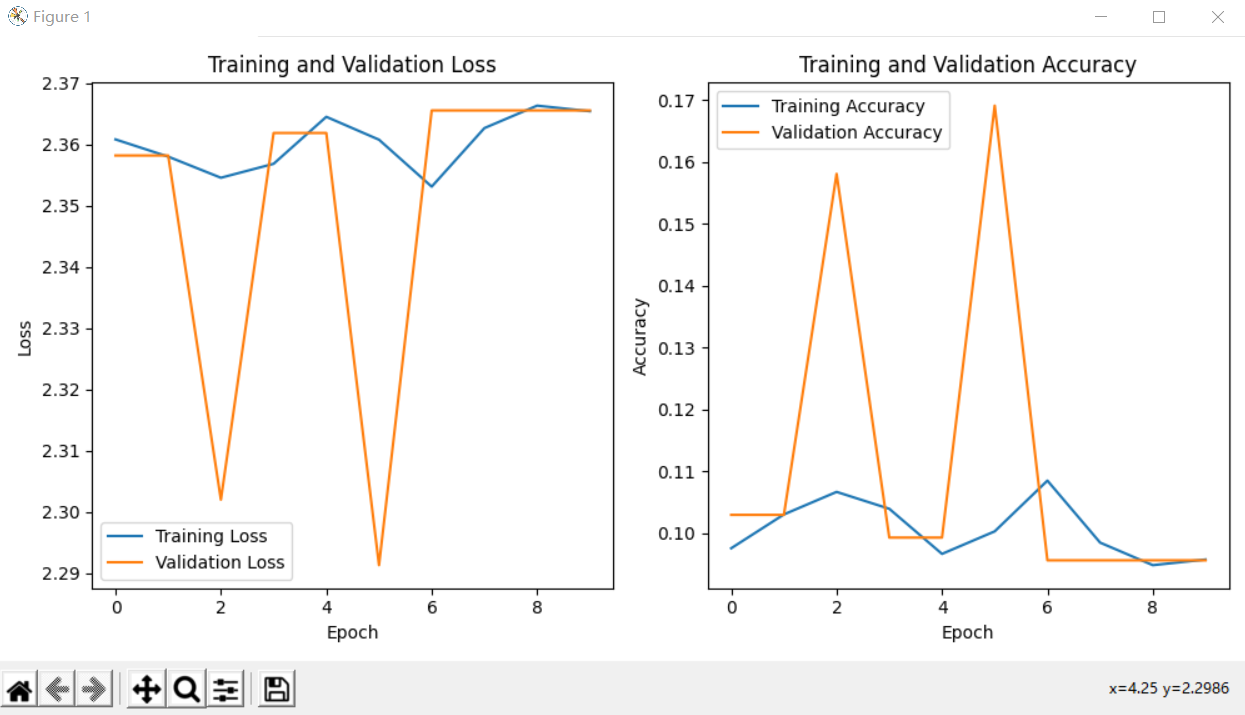 Figure 1
Training and Validation Loss
2.37
2.36
2.35
2.34
2.33
2.32
2.31
2.30
2.29
Loss
Training Loss
Validation Loss
0 2 4 6 8
Epoch
Training and Validation Accuracy
0.17
0.16
0.15
0.14
0.13
0.12
0.11
0.10
Accuracy
Training Accuracy
Validation Accuracy
0 2 4 6 8
Epoch
x=4.25 y=2.2986